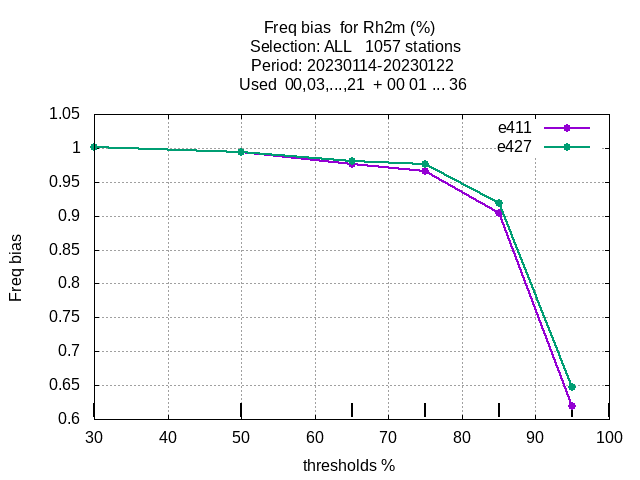 Freq bias  for Rh2m (%)
Selection: ALL   1057 stations
Period: 20230114-20230122
Used  00,03,...,21  + 00 01 ... 36
1.05
1
0.95
0.9
0.85
0.8
0.75
0.7
0.65
0.6
Freq bias
e411
e427
30 40 50 60 70 80 90 100
thresholds %